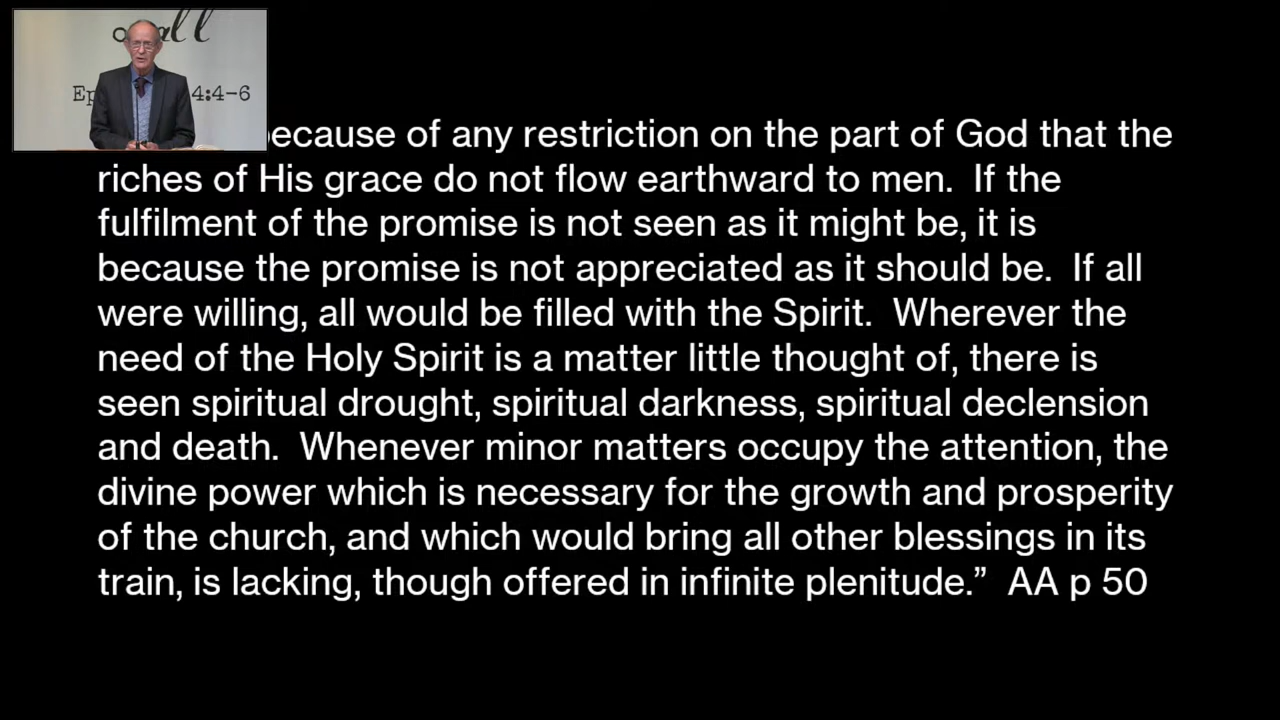 all
Ep 4:4-6
because of any restriction on the part of God that the
riches of His grace do not flow earthward to men. If the
fulfilment of the promise is not seen as it might be, it is
because the promise is not appreciated as it should be. If all
were willing, all would be filled with the Spirit. Wherever the
need of the Holy Spirit is a matter little thought of, there is
seen spiritual drought, spiritual darkness, spiritual declension
and death. Whenever minor matters occupy the attention, the
divine power which is necessary for the growth and prosperity
of the church, and which would bring all other blessings in its
train, is lacking, though offered in infinite plenitude.” AA p 50